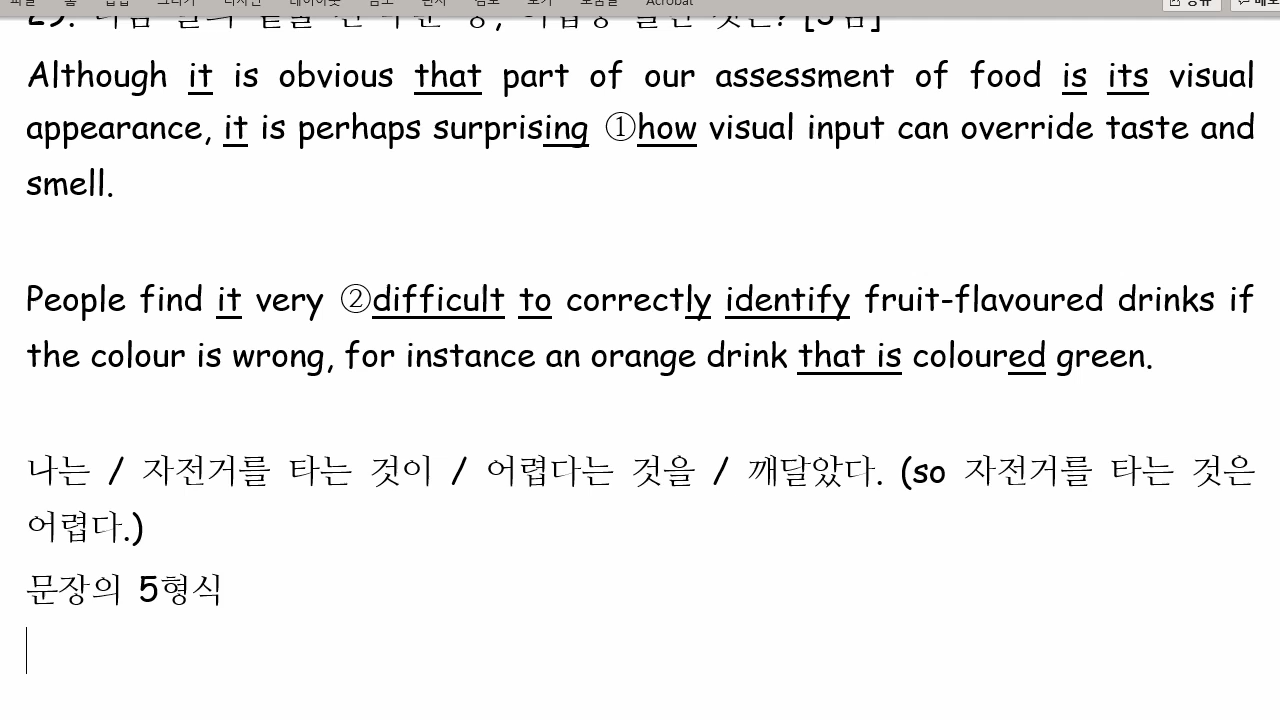 Acrobat
Although it is obvious that part of our assessment of food is its visual
appearance, it is perhaps surprising ①how visual input can override taste and
smell.
People find it very ②difficult to correctly identify fruit-flavoured drinks if
the colour is wrong, for instance an orange drink that is coloured green.
나는 / 자전거를 타는 것이 / 어렵다는 것을 / 깨달았다. (so 자전거를 타는 것은
어렵다.)
문장의 5형식